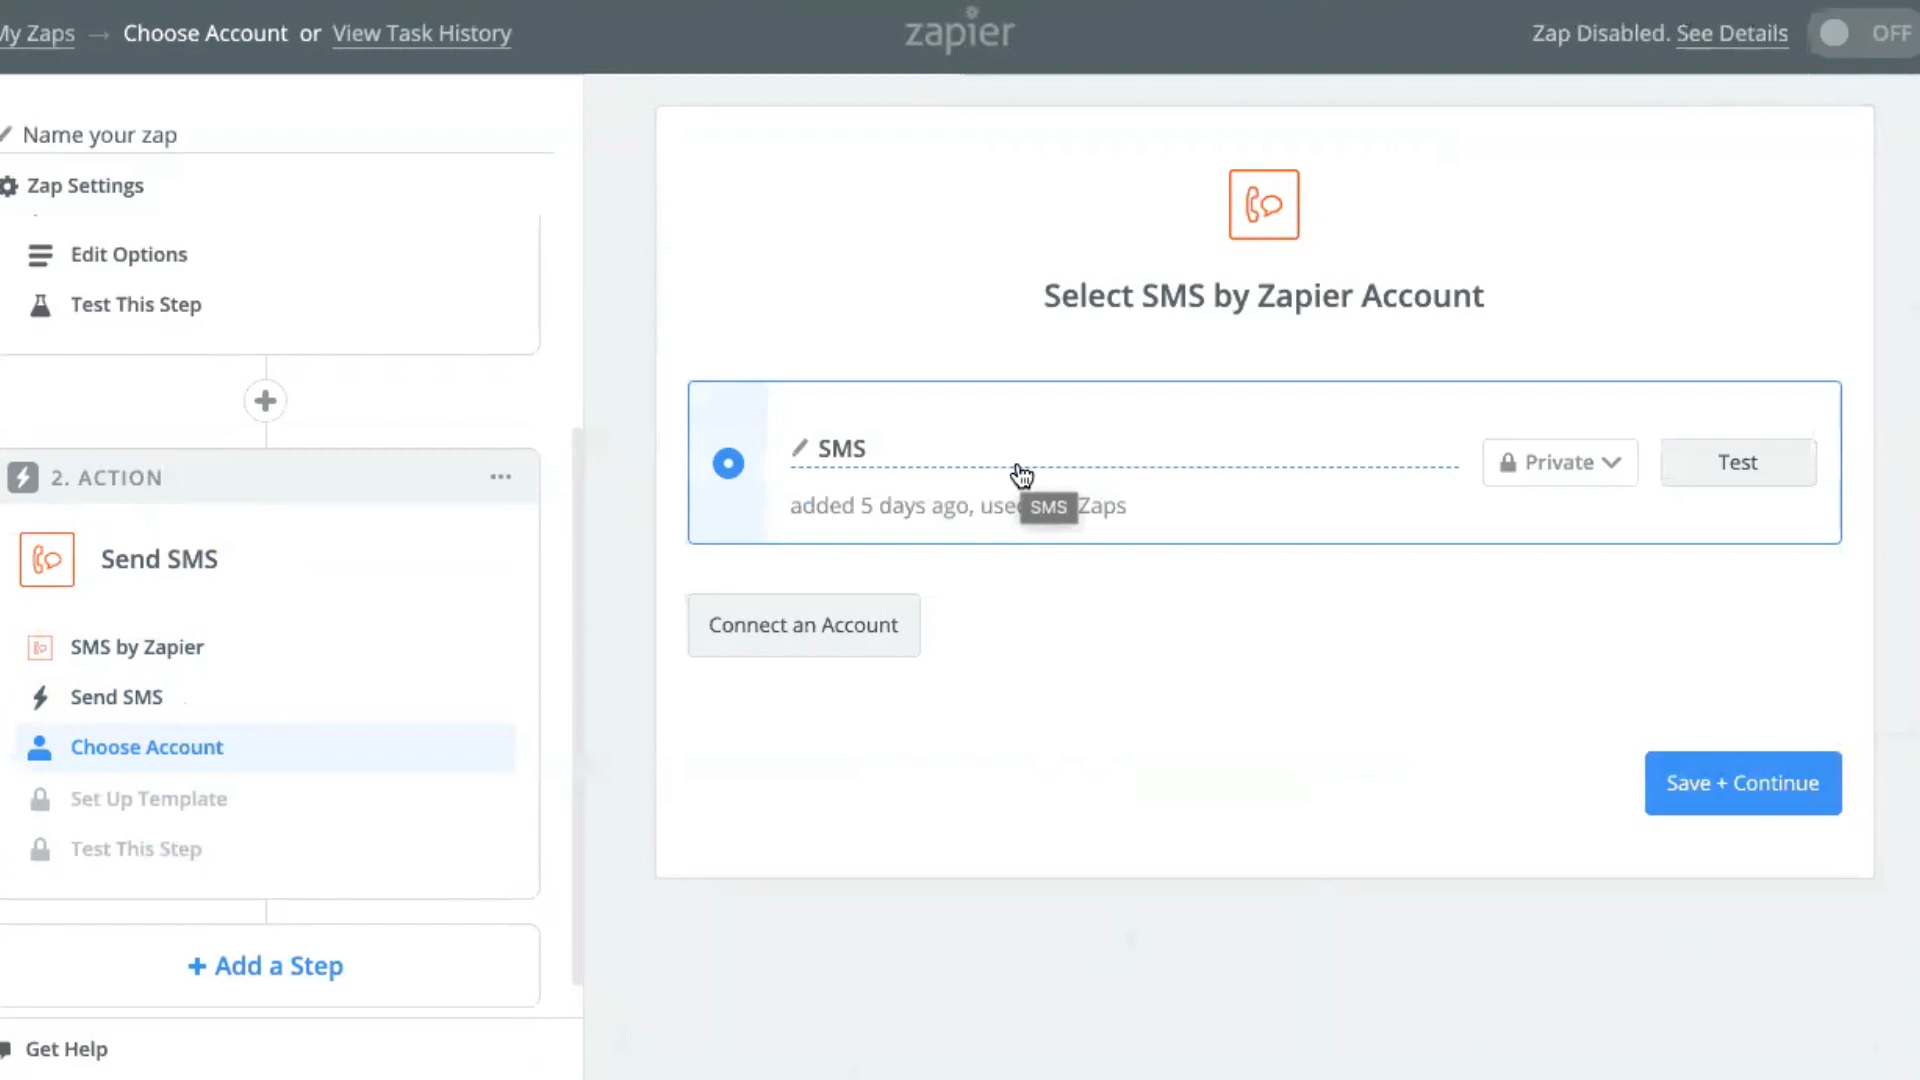 My Zaps → Choose Account or View Task History
zapier
Zap Disabled. See Details
OFF
Name your zap
Zap Settings
Edit Options
Test This Step
2. ACTION
Send SMS
SMS by Zapier
Send SMS
Choose Account
Set Up Template
Test This Step
+ Add a Step
Get Help
Select SMS by Zapier Account
SMS
added 5 days ago, used Zaps
SMS
Private
Test
Connect an Account
Save + Continue